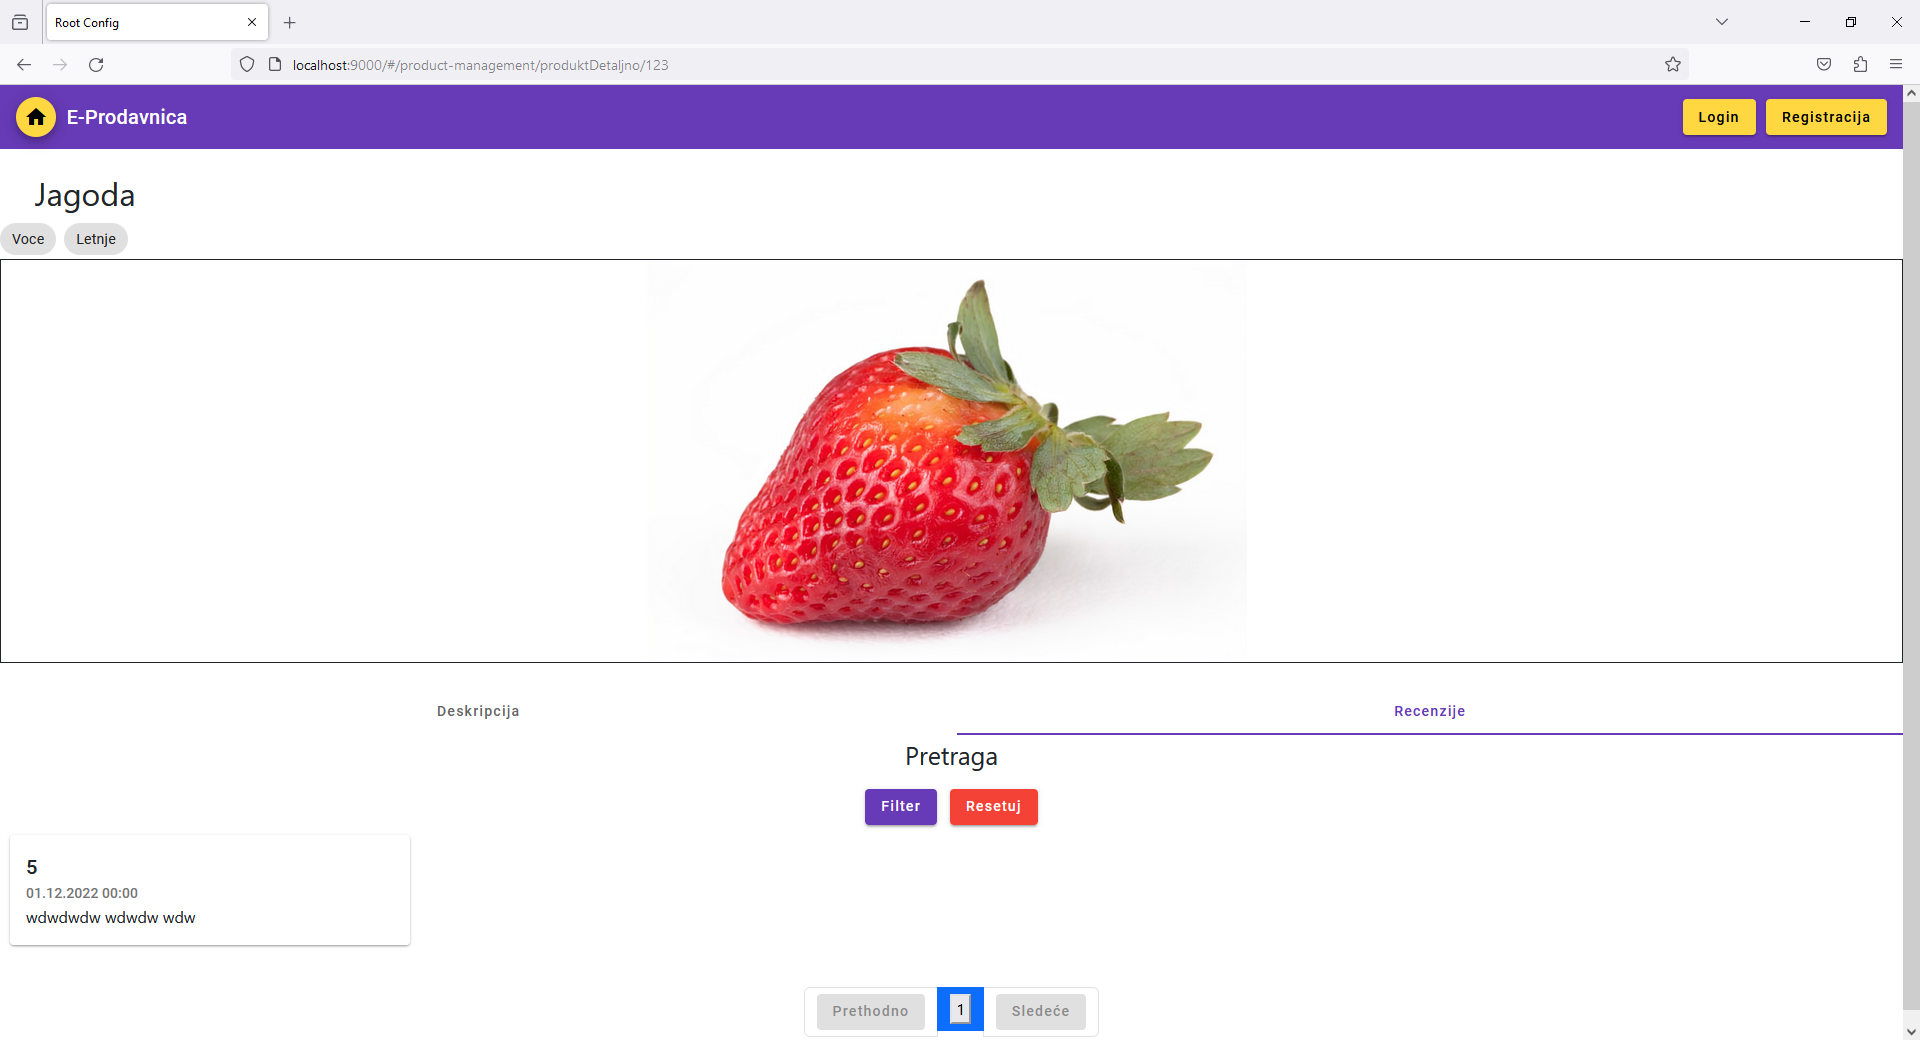 Root Config
localhost:9000/#/product-management/produktDetaljno/123
E-Prodavnica
Login
Registracija
Jagoda
Voce
Letnje
Deskripcija
Recenzije
Pretraga
Filter
Resetuj
5
01.12.2022 00:00
wdwdwdw wdwdw wdw
Prethodno
1
Sledeće